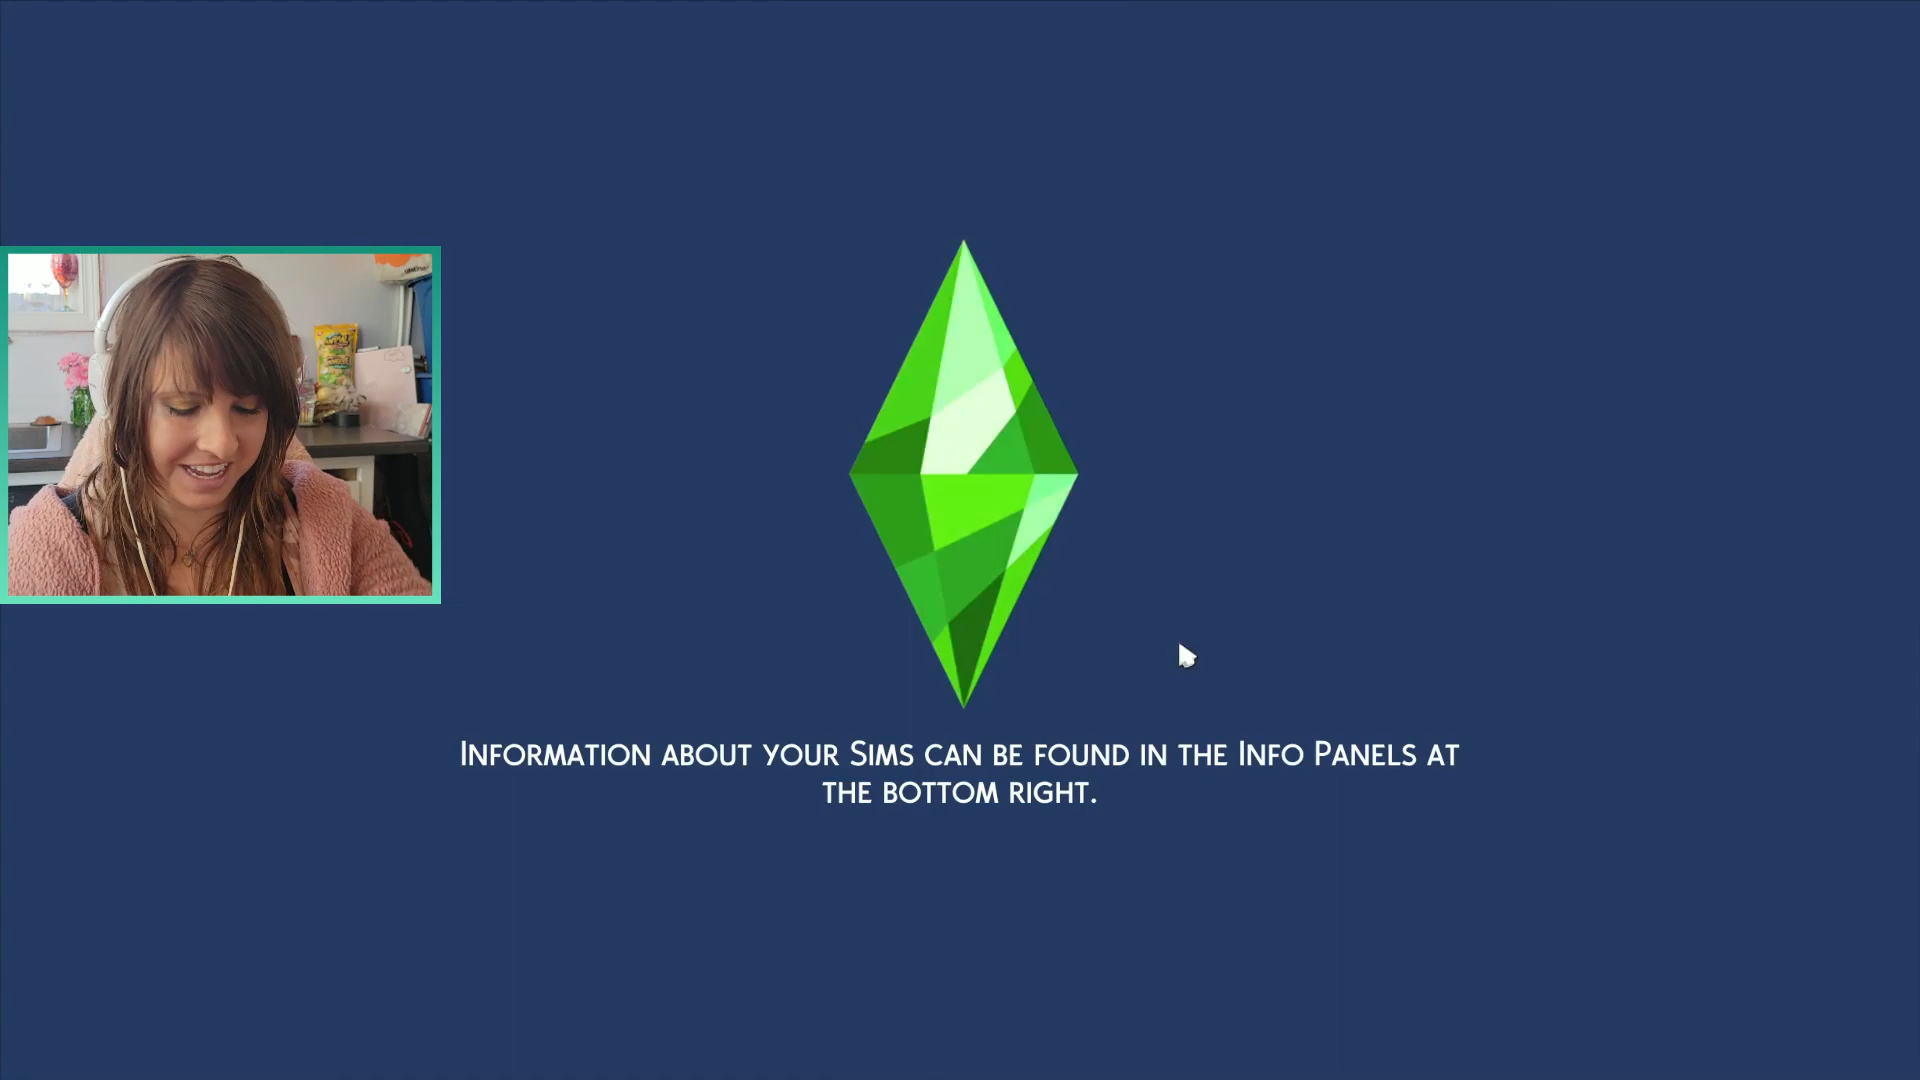 Information about your Sims can be found in the Info Panels at
the bottom right.